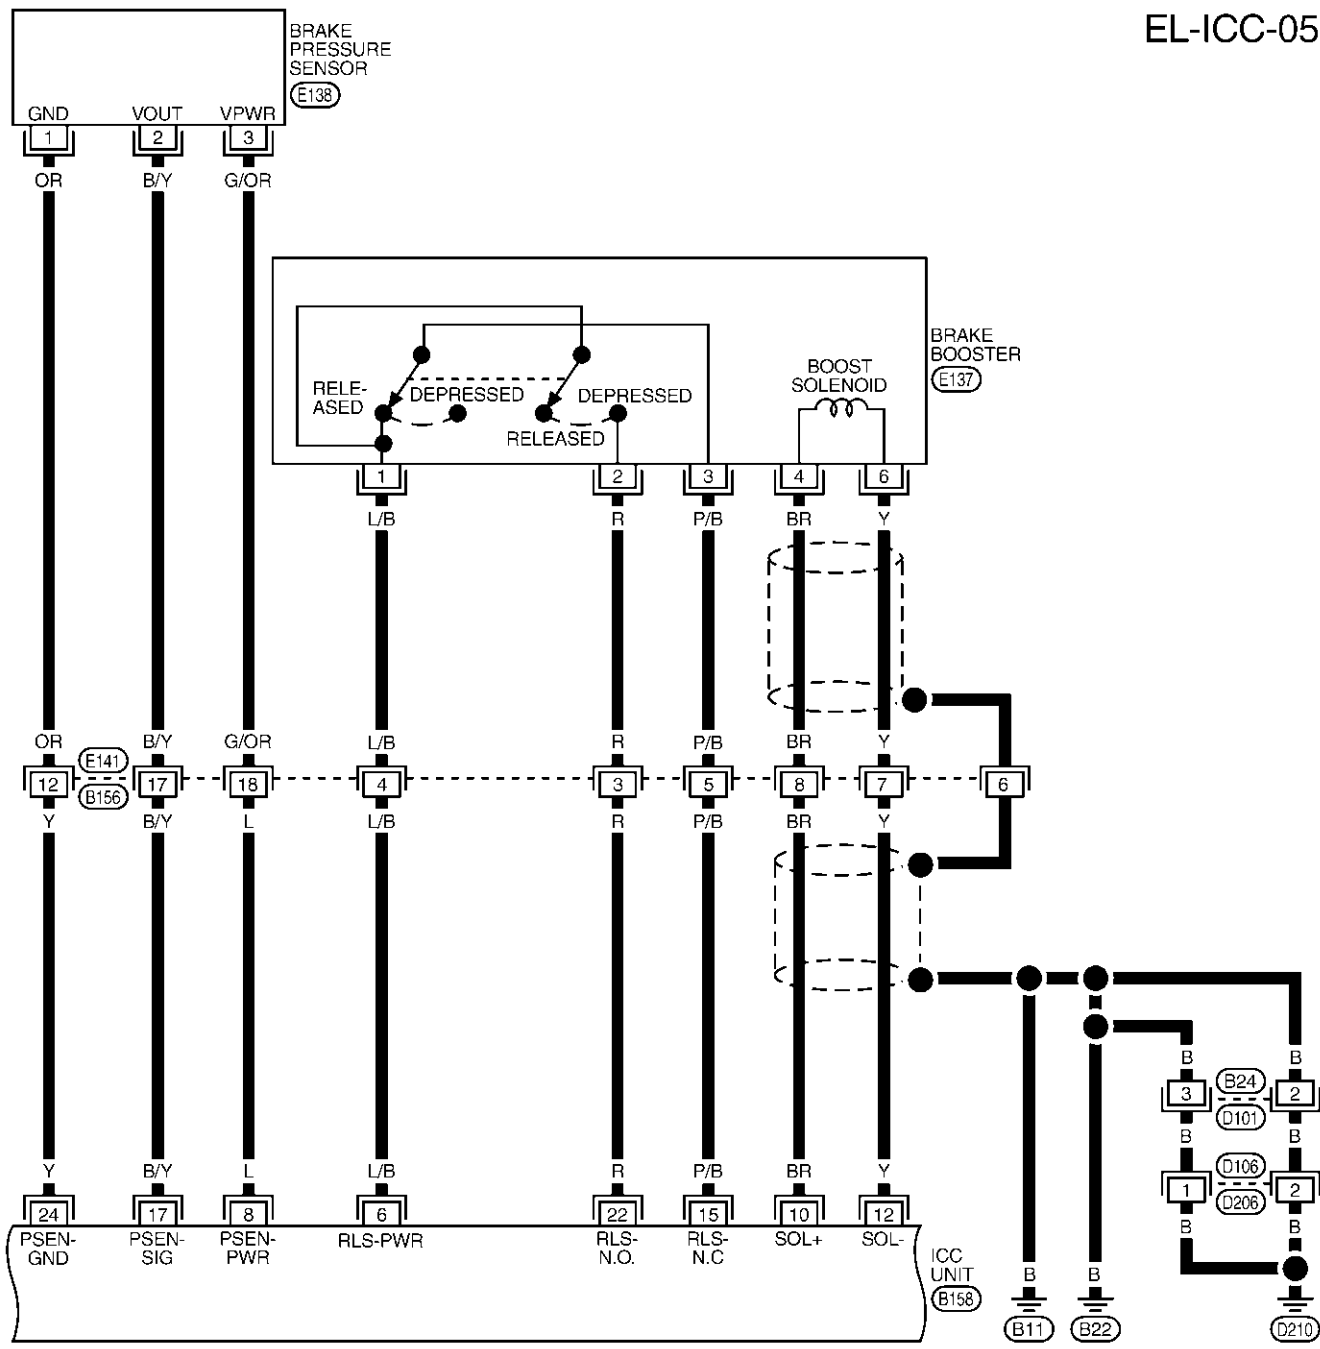 EL-ICC-05
BRAKE
PRESSURE
SENSOR
E138
GND VOUT VPWR
1 2 3
OR B/Y G/OR
BRAKE
BOOSTER
E137
BOOST
SOLENOID
RELE-
ASED
DEPRESSED
DEPRESSED
RELEASED
1 2 3 4 6
L/B R P/B BR Y
OR B/Y G/OR L/B R P/B BR Y
E141
12 17 18 4 3 5 8 7 6
B156
Y B/Y L L/B R P/B BR Y
B B
3 B24 2
D101
B B
Y B/Y L L/B R P/B BR Y
D106
1 2
D206
24 17 8 6 22 15 10 12
B B
PSEN-
GND
PSEN-
SIG
PSEN-
PWR
RLS-PWR
RLS-
N.O.
RLS-
N.C
SOL+
SOL-
ICC
UNIT
B158
B B B
B11 B22 D210